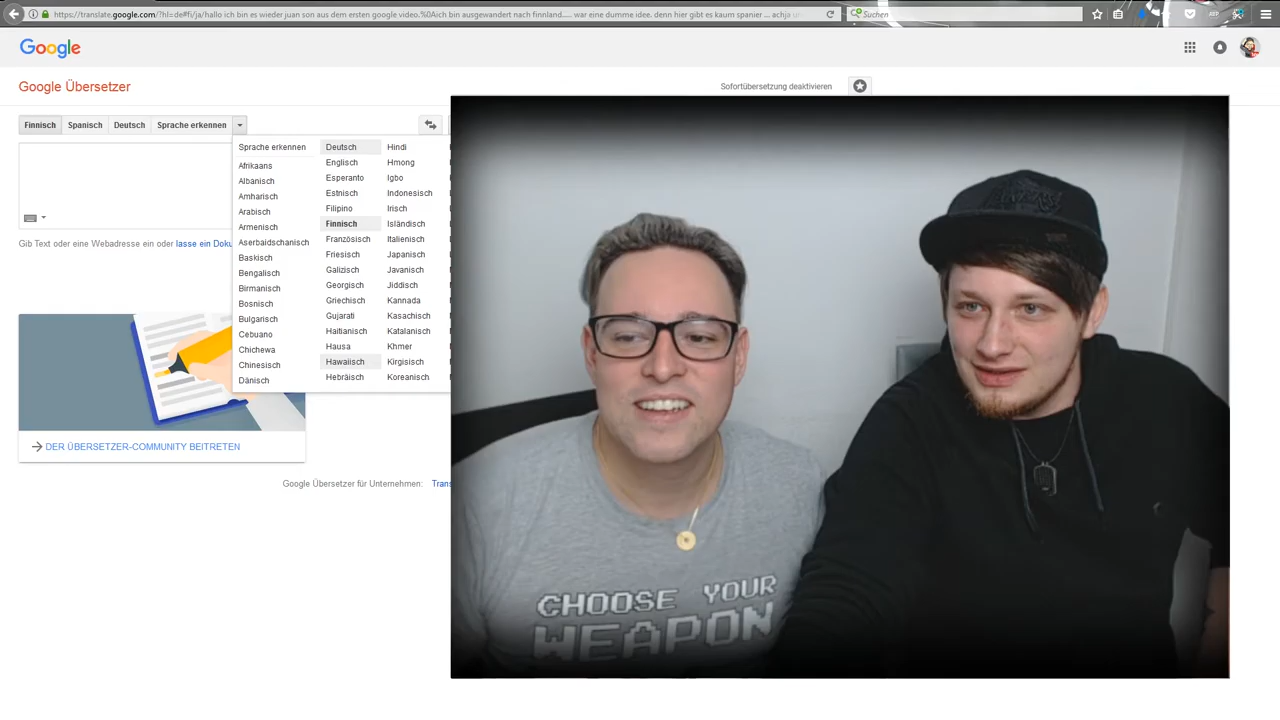 https://translate.google.com/?hl=de#fi/ja/hallo ich bin es wieder juan son aus dem ersten google video.%0Aich bin ausgewandert nach finnland..... war eine dumme idee. denn hier gibt es kaum spanier ... achja
Suchen
Google
Google Übersetzer
Sofortübersetzung deaktivieren
Finnisch Spanisch Deutsch Sprache erkennen
Sprache erkennen
Afrikaans
Albanisch
Amharisch
Arabisch
Armenisch
Aserbaidschanisch
Baskisch
Bengalisch
Birmanisch
Bosnisch
Bulgarisch
Cebuano
Chichewa
Chinesisch
Dänisch
Deutsch
Englisch
Esperanto
Estnisch
Filipino
Finnisch
Französisch
Friesisch
Galizisch
Georgisch
Griechisch
Gujarati
Haitianisch
Hausa
Hawaiisch
Hebräisch
Hindi
Hmong
Igbo
Indonesisch
Irisch
Isländisch
Italienisch
Japanisch
Javanisch
Jiddisch
Kannada
Kasachisch
Katalanisch
Khmer
Kirgisisch
Koreanisch
Gib Text oder eine Webadresse ein oder lasse ein Doku
DER ÜBERSETZER-COMMUNITY BEITRETEN
Google Übersetzer für Unternehmen: Trans
CHOOSE YOUR
WEAPON